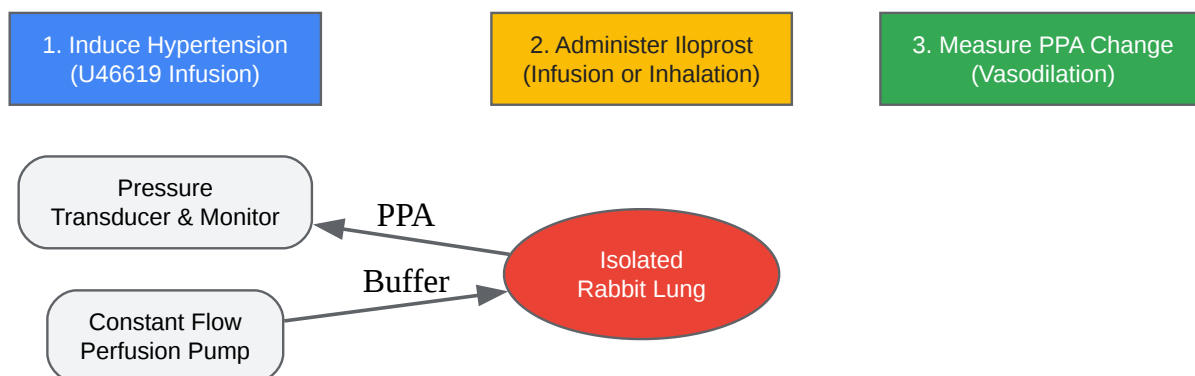 1. Induce Hypertension
(U46619 Infusion)
2. Administer Iloprost
(Infusion or Inhalation)
3. Measure PPA Change
(Vasodilation)
Pressure
Transducer & Monitor
PPA
Buffer
Isolated
Rabbit Lung
Constant Flow
Perfusion Pump